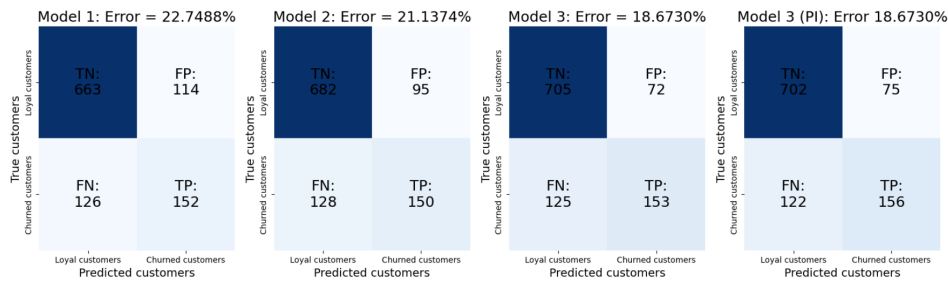 Model 1: Error = 22.7488%
True customers
Loyal customers
Churned customers
TN:
663
FP:
114
FN:
126
TP:
152
Loyal customers
Churned customers
Predicted customers
Model 2: Error = 21.1374%
True customers
Loyal customers
Churned customers
TN:
682
FP:
95
FN:
128
TP:
150
Loyal customers
Churned customers
Predicted customers
Model 3: Error = 18.6730%
True customers
Loyal customers
Churned customers
TN:
705
FP:
72
FN:
125
TP:
153
Loyal customers
Churned customers
Predicted customers
Model 3 (PI): Error 18.6730%
True customers
Loyal customers
Churned customers
TN:
702
FP:
75
FN:
122
TP:
156
Loyal customers
Churned customers
Predicted customers